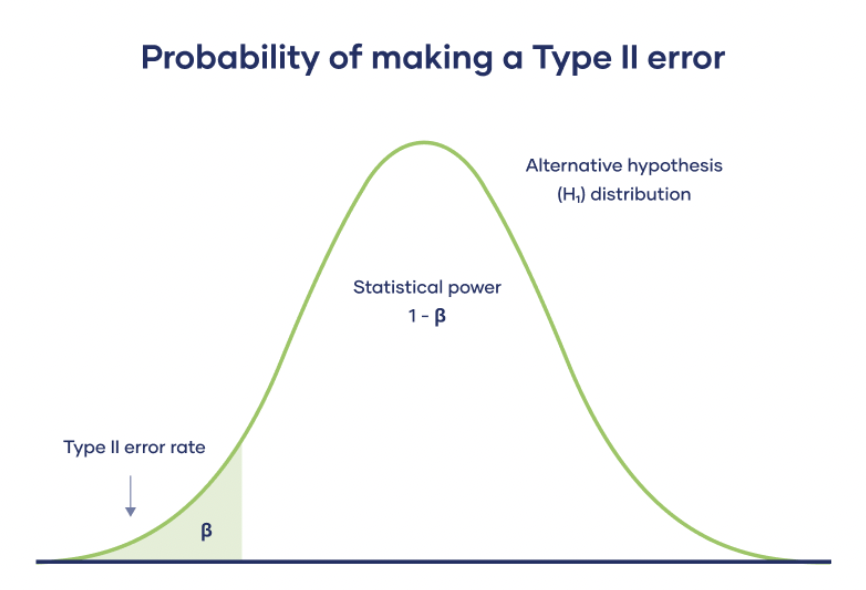 Probability of making a Type II error
Alternative hypothesis
(H₁) distribution
Statistical power
1 - β
Type II error rate
β